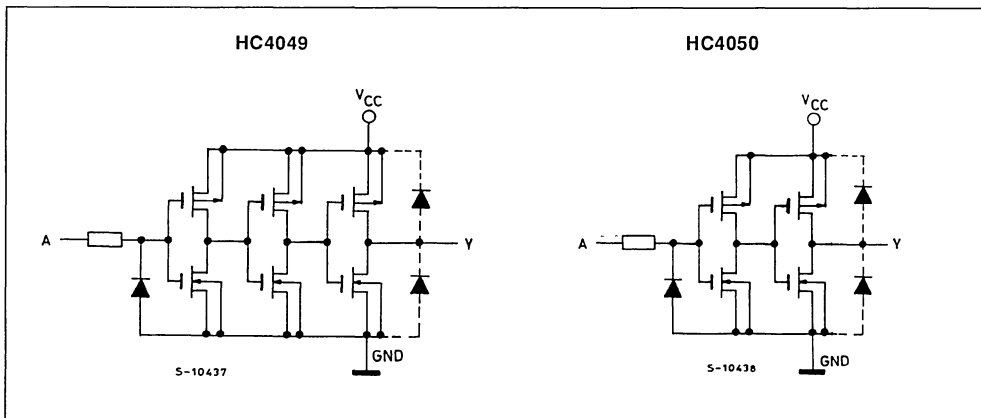 HC4049
HC4050
VCC
A
Y
GND
S-10437
VCC
A
Y
GND
S-10438